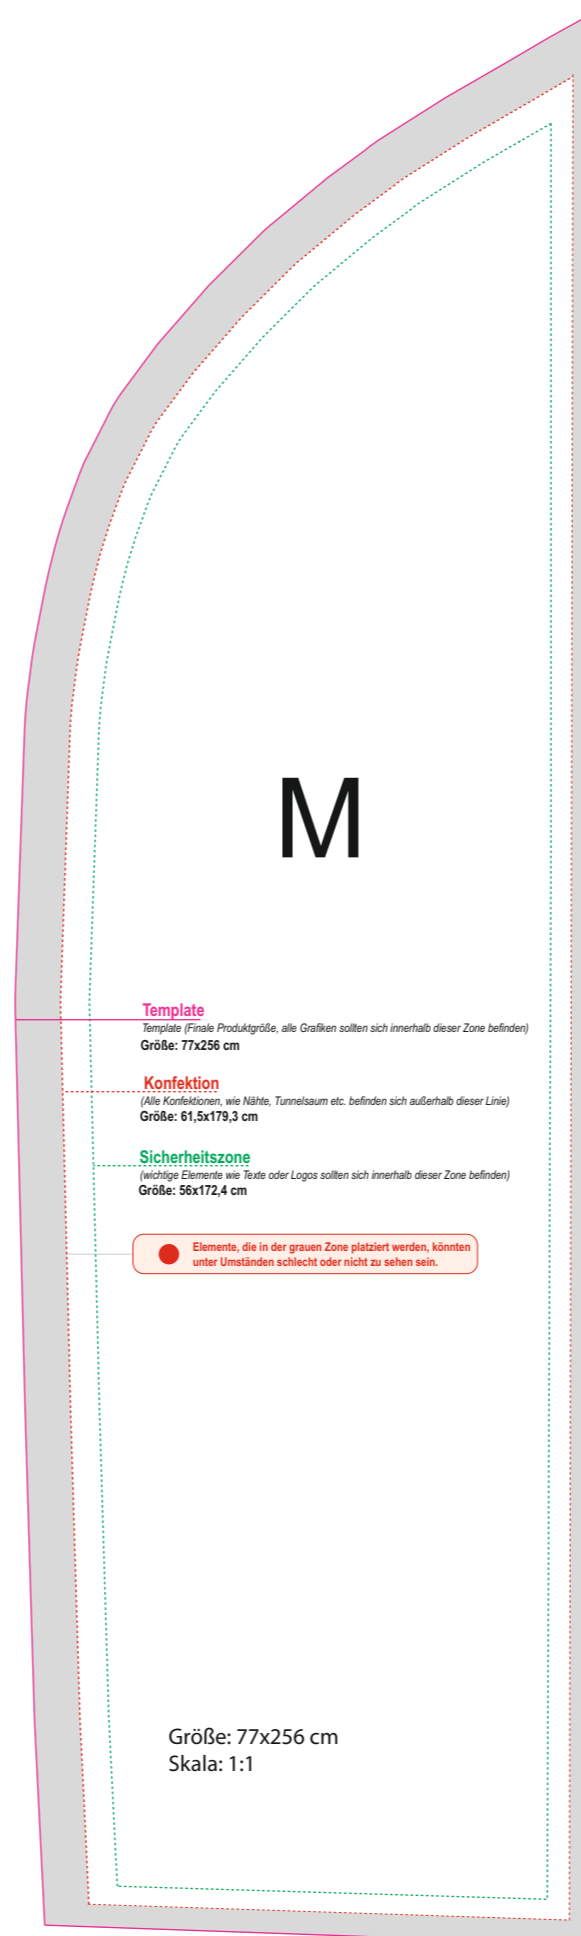 M
Template
Template (Finale Produktgröße, alle Grafiken sollten sich innerhalb dieser Zone befinden)
Größe: 77x256 cm
Konfektion
(Alle Konfektionen, wie Nähte, Tunnelsaum etc. befinden sich außerhalb dieser Linie)
Größe: 61,5x179,3 cm
Sicherheitszone
(wichtige Elemente wie Texte oder Logos sollten sich innerhalb dieser Zone befinden)
Größe: 56x172,4 cm
Elemente, die in der grauen Zone platziert werden, könnten
unter Umständen schlecht oder nicht zu sehen sein.
Größe: 77x256 cm
Skala: 1:1